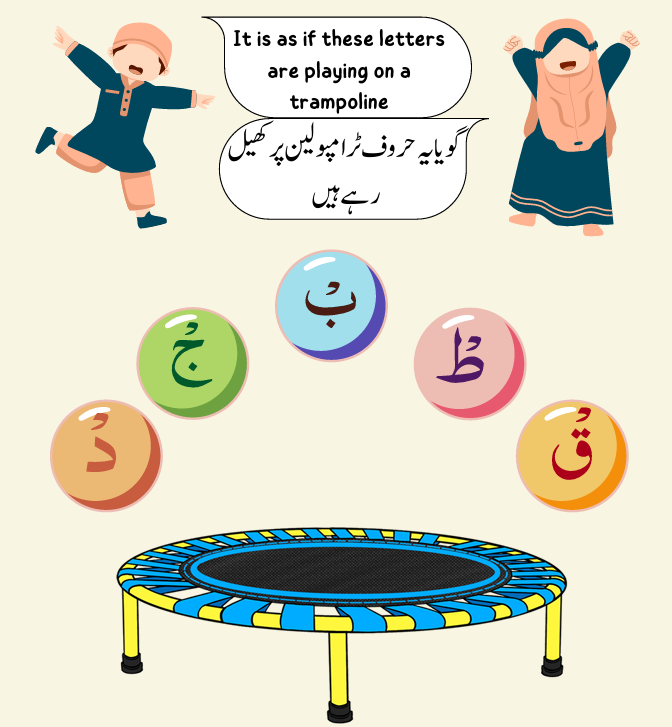 It is as if these letters
are playing on a
trampoline
گویا یہ حروف ٹرامپولین پر کھیل
رہے ہیں
بْ
جْ
طْ
دْ
قْ